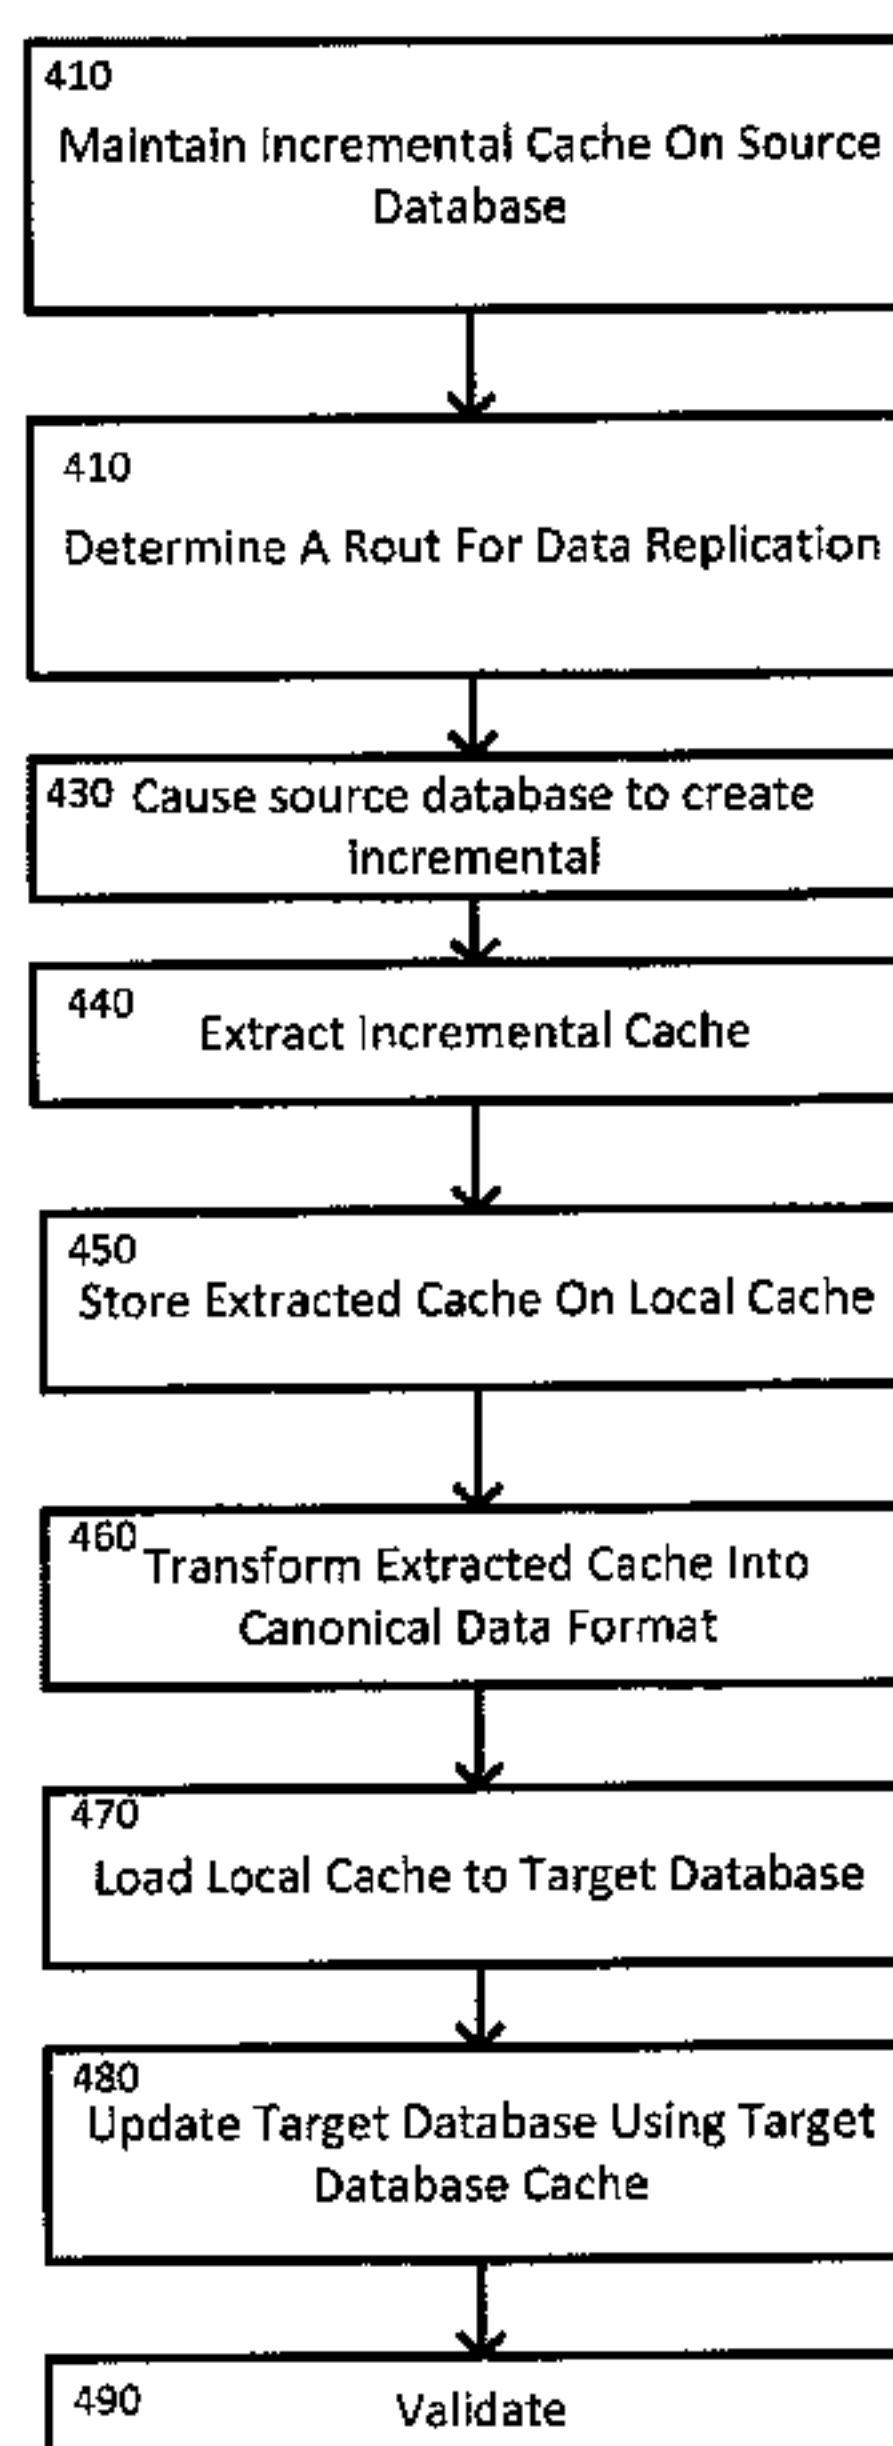 410
Maintain Incremental Cache On Source
Database
410
Determine A Rout For Data Replication
430 Cause source database to create
incremental
440
Extract Incremental Cache
450
Store Extracted Cache On Local Cache
460
Transform Extracted Cache Into
Canonical Data Format
470
Load Local Cache to Target Database
480
Update Target Database Using Target
Database Cache
490
Validate